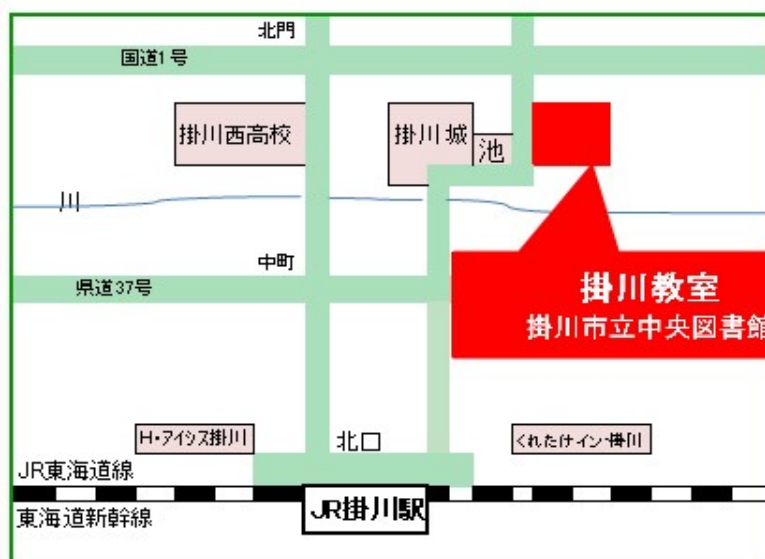 北門
国道1号
掛川西高校
掛川城
池
川
中町
県道37号
掛川教室
掛川市立中央図書館
H・アイシス掛川
北口
くれたけイン・掛川
JR東海道線
JR掛川駅
東海道新幹線